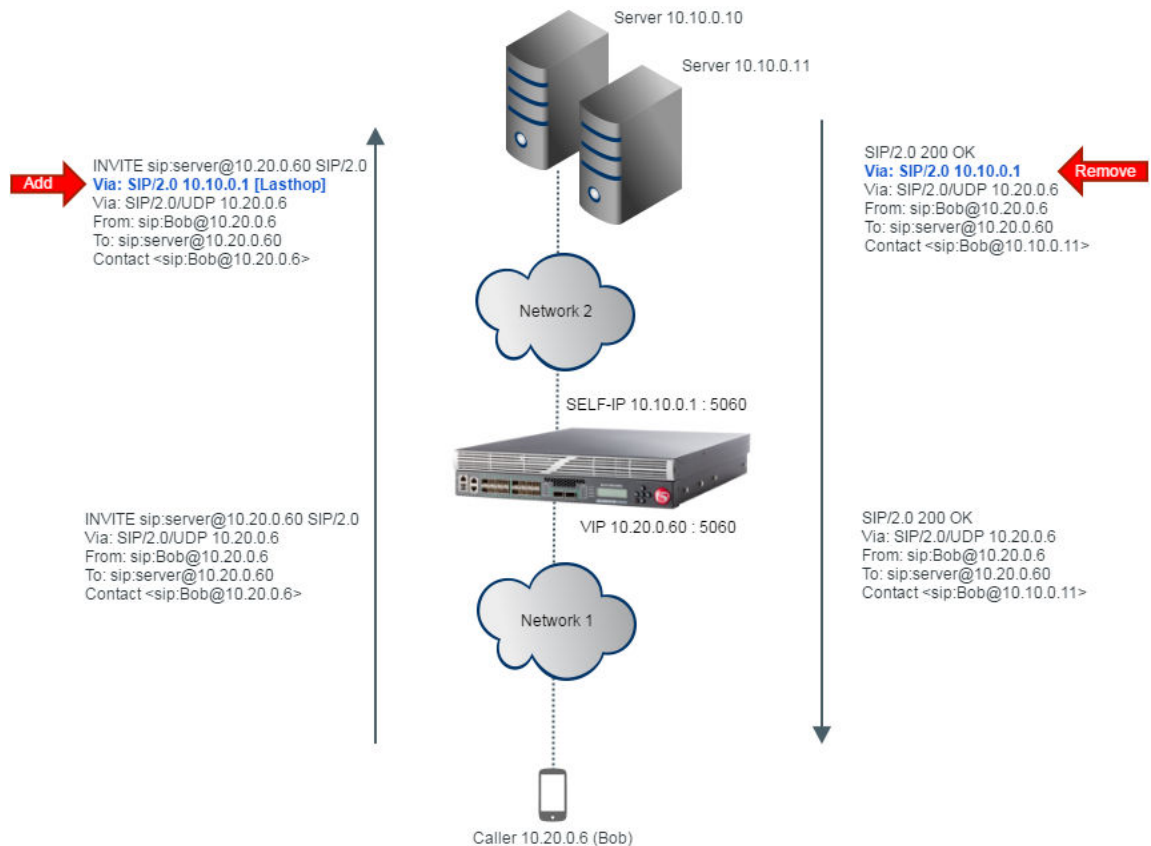 Server 10.10.0.10
Server 10.10.0.11
Add
INVITE sip:server@10.20.0.60 SIP/2.0
Via: SIP/2.0 10.10.0.1 [Lasthop]
Via: SIP/2.0/UDP 10.20.0.6
From: sip:Bob@10.20.0.6
To: sip:server@10.20.0.60
Contact <sip:Bob@10.20.0.6>
SIP/2.0 200 OK
Via: SIP/2.0 10.10.0.1
Via: SIP/2.0/UDP 10.20.0.6
From: sip:Bob@10.20.0.6
To: sip:server@10.20.0.60
Contact <sip:Bob@10.10.0.11>
Remove
Network 2
SELF-IP 10.10.0.1 : 5060
f5
VIP 10.20.0.60 : 5060
INVITE sip:server@10.20.0.60 SIP/2.0
Via: SIP/2.0/UDP 10.20.0.6
From: sip:Bob@10.20.0.6
To: sip:server@10.20.0.60
Contact <sip:Bob@10.20.0.6>
SIP/2.0 200 OK
Via: SIP/2.0/UDP 10.20.0.6
From: sip:Bob@10.20.0.6
To: sip:server@10.20.0.60
Contact <sip:Bob@10.10.0.11>
Network 1
Caller 10.20.0.6 (Bob)